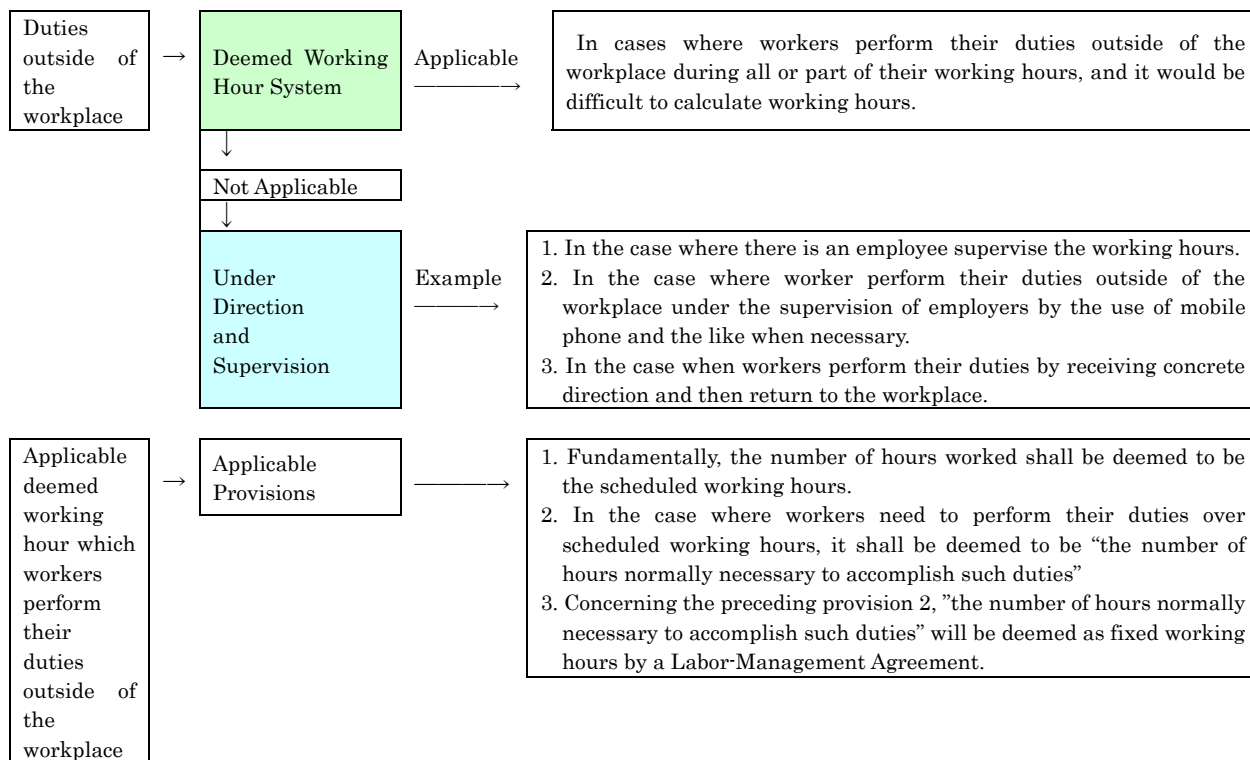 Duties
outside of
the
workplace
→
Deemed Working
Hour System
Applicable
In cases where workers perform their duties outside of the
workplace during all or part of their working hours, and it would be
difficult to calculate working hours.
↓
Not Applicable
↓
Under
Direction
and
Supervision
Example
1. In the case where there is an employee supervise the working hours.
2. In the case where worker perform their duties outside of the
workplace under the supervision of employers by the use of mobile
phone and the like when necessary.
3. In the case when workers perform their duties by receiving concrete
direction and then return to the workplace.
Applicable
deemed
working
hour which
workers
perform
their
duties
outside of
the
workplace
→
Applicable
Provisions
1. Fundamentally, the number of hours worked shall be deemed to be
the scheduled working hours.
2. In the case where workers need to perform their duties over
scheduled working hours, it shall be deemed to be “the number of
hours normally necessary to accomplish such duties”
3. Concerning the preceding provision 2, ”the number of hours normally
necessary to accomplish such duties” will be deemed as fixed working
hours by a Labor-Management Agreement.